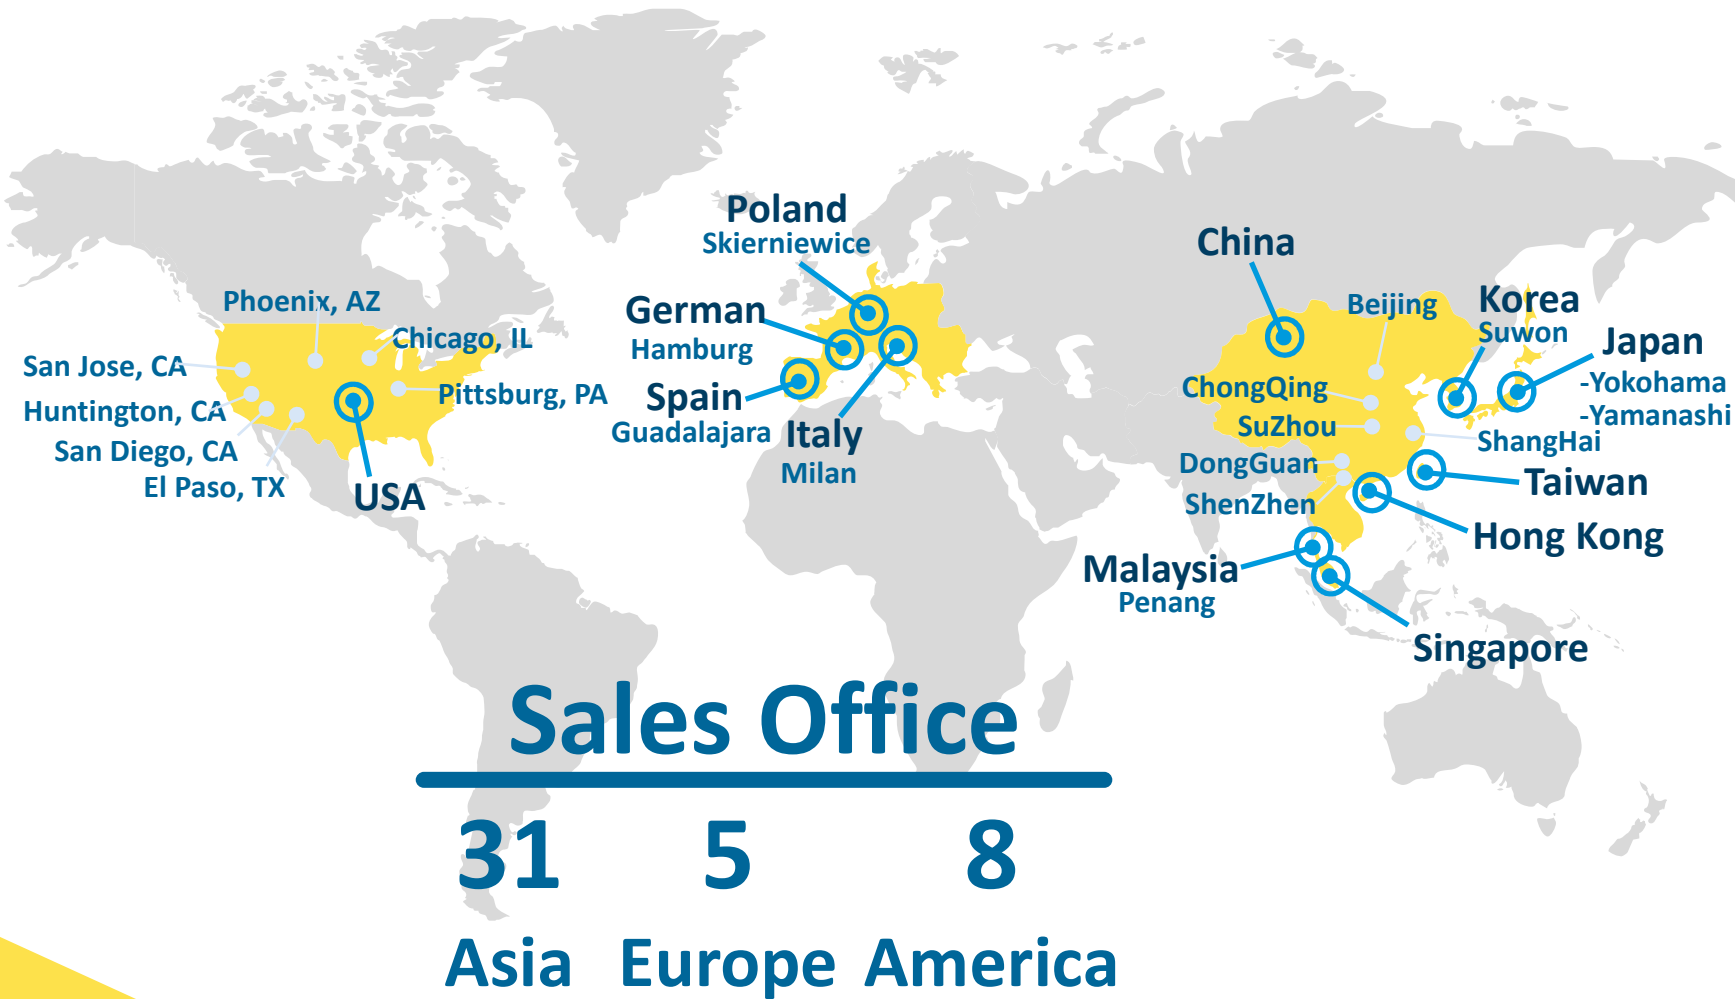 Phoenix, AZ
Chicago, IL
San Jose, CA
Huntington, CA
Pittsburg, PA
San Diego, CA
El Paso, TX
USA
Poland
Skierniewice
German
Hamburg
Spain
Guadalajara
Italy
Milan
China
Beijing
Korea
Suwon
Japan
-Yokohama
-Yamanashi
ChongQing
SuZhou
ShangHai
DongGuan
ShenZhen
Taiwan
Hong Kong
Malaysia
Penang
Singapore
Sales Office
31 5 8
Asia Europe America